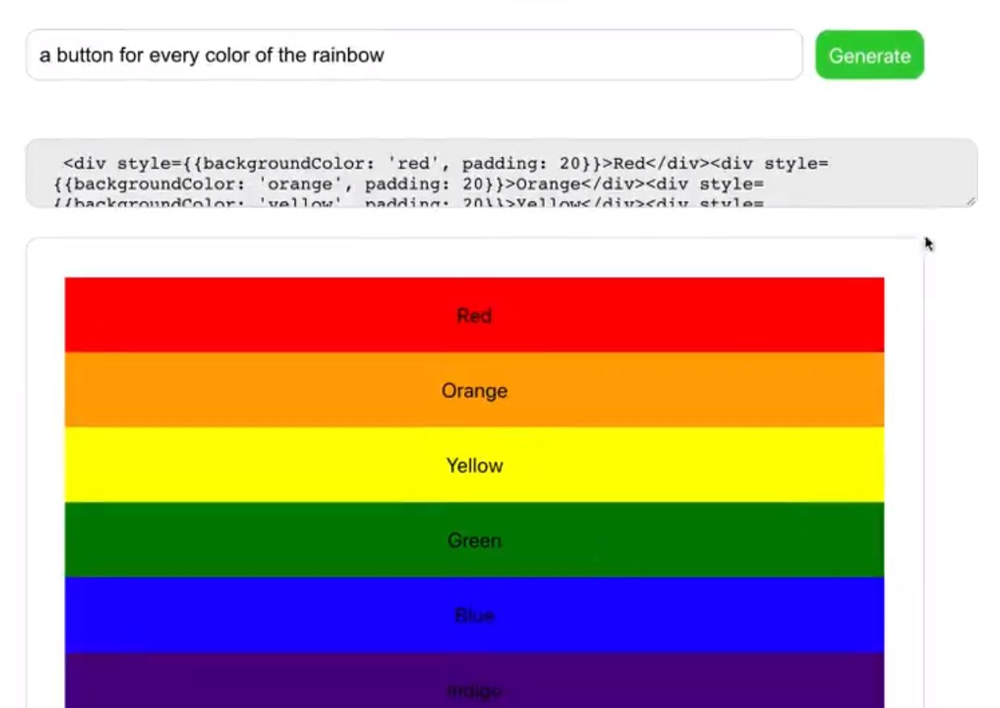 a button for every color of the rainbow
Generate
<div style={{backgroundColor: 'red', padding: 20}}>Red</div><div style=
{{backgroundColor: 'orange', padding: 20}}>Orange</div><div style=
{{backgroundColor: 'yellow', padding: 20}}>Yellow</div><div style=
Red
Orange
Yellow
Green
Blue
Indigo